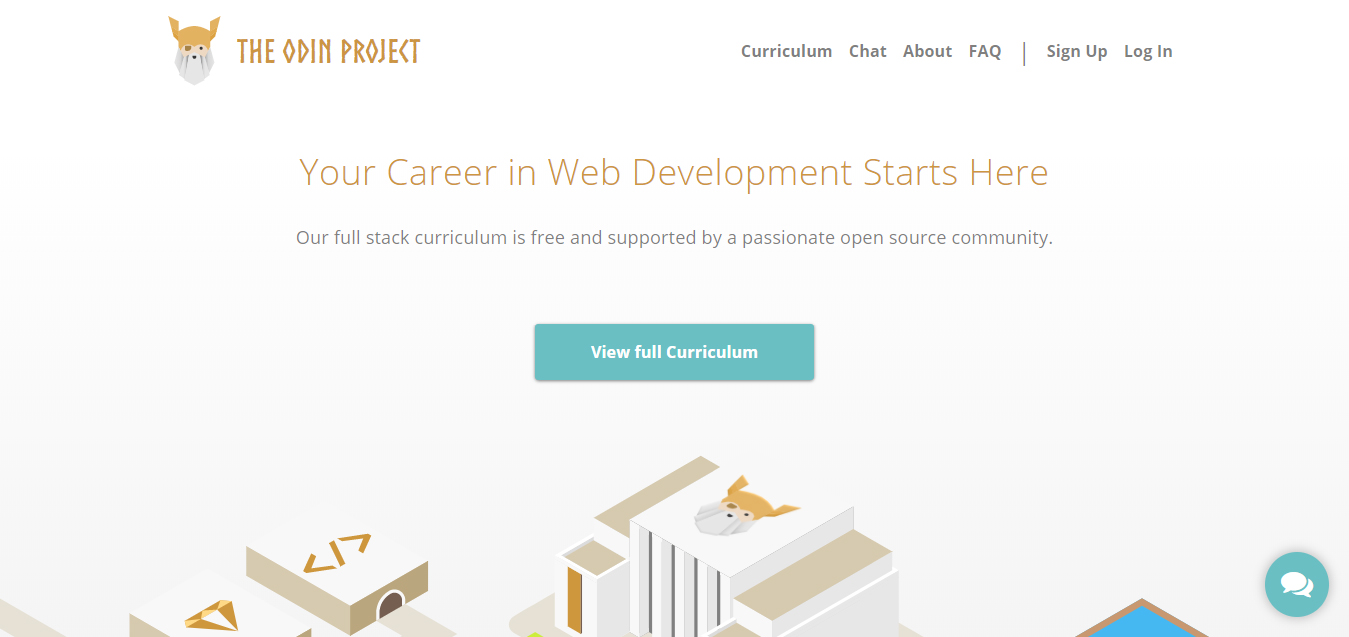 THE ODIN PROJECT
Curriculum Chat About FAQ | Sign Up Log In
Your Career in Web Development Starts Here
Our full stack curriculum is free and supported by a passionate open source community.
View full Curriculum
</>